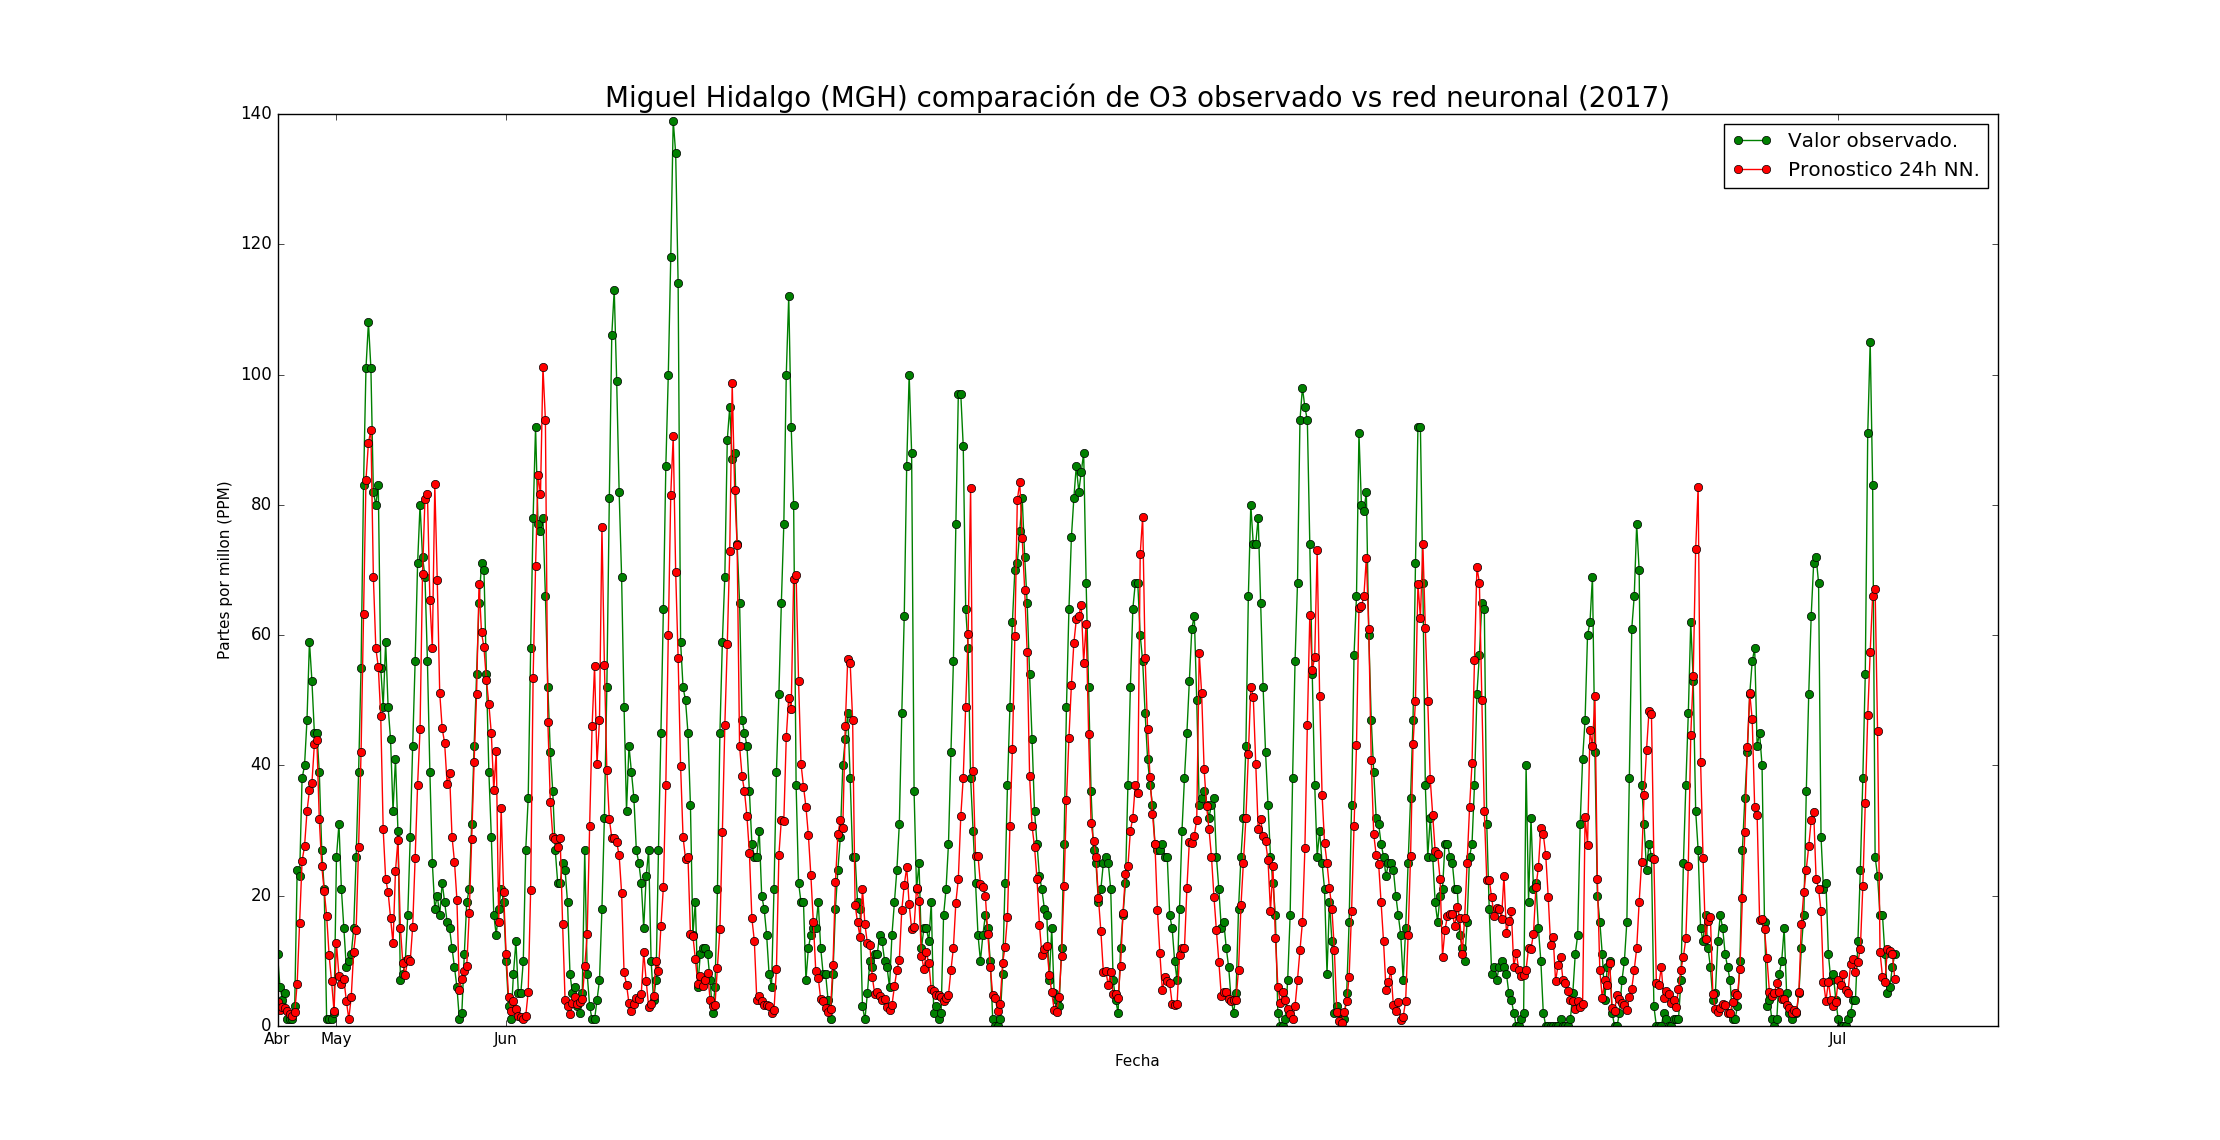 Miguel Hidalgo (MGH) comparación de O3 observado vs red neuronal (2017)
Valor observado.
Pronostico 24h NN.
140
120
100
80
60
40
20
0
Partes por millon (PPM)
Abr May Jun Jul
Fecha